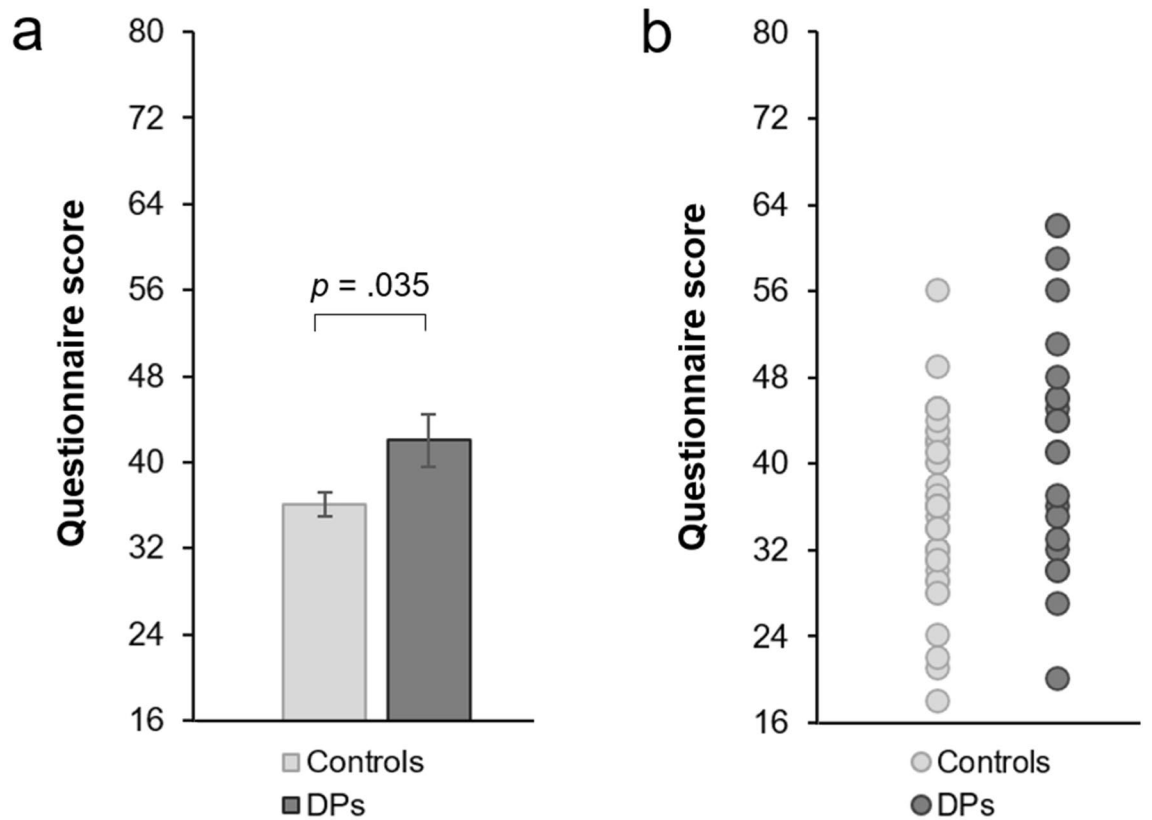 a
80
72
64
56
48
40
32
24
16
Questionnaire score
p = .035
Controls
DPs
b
80
72
64
56
48
40
32
24
16
Questionnaire score
Controls
DPs